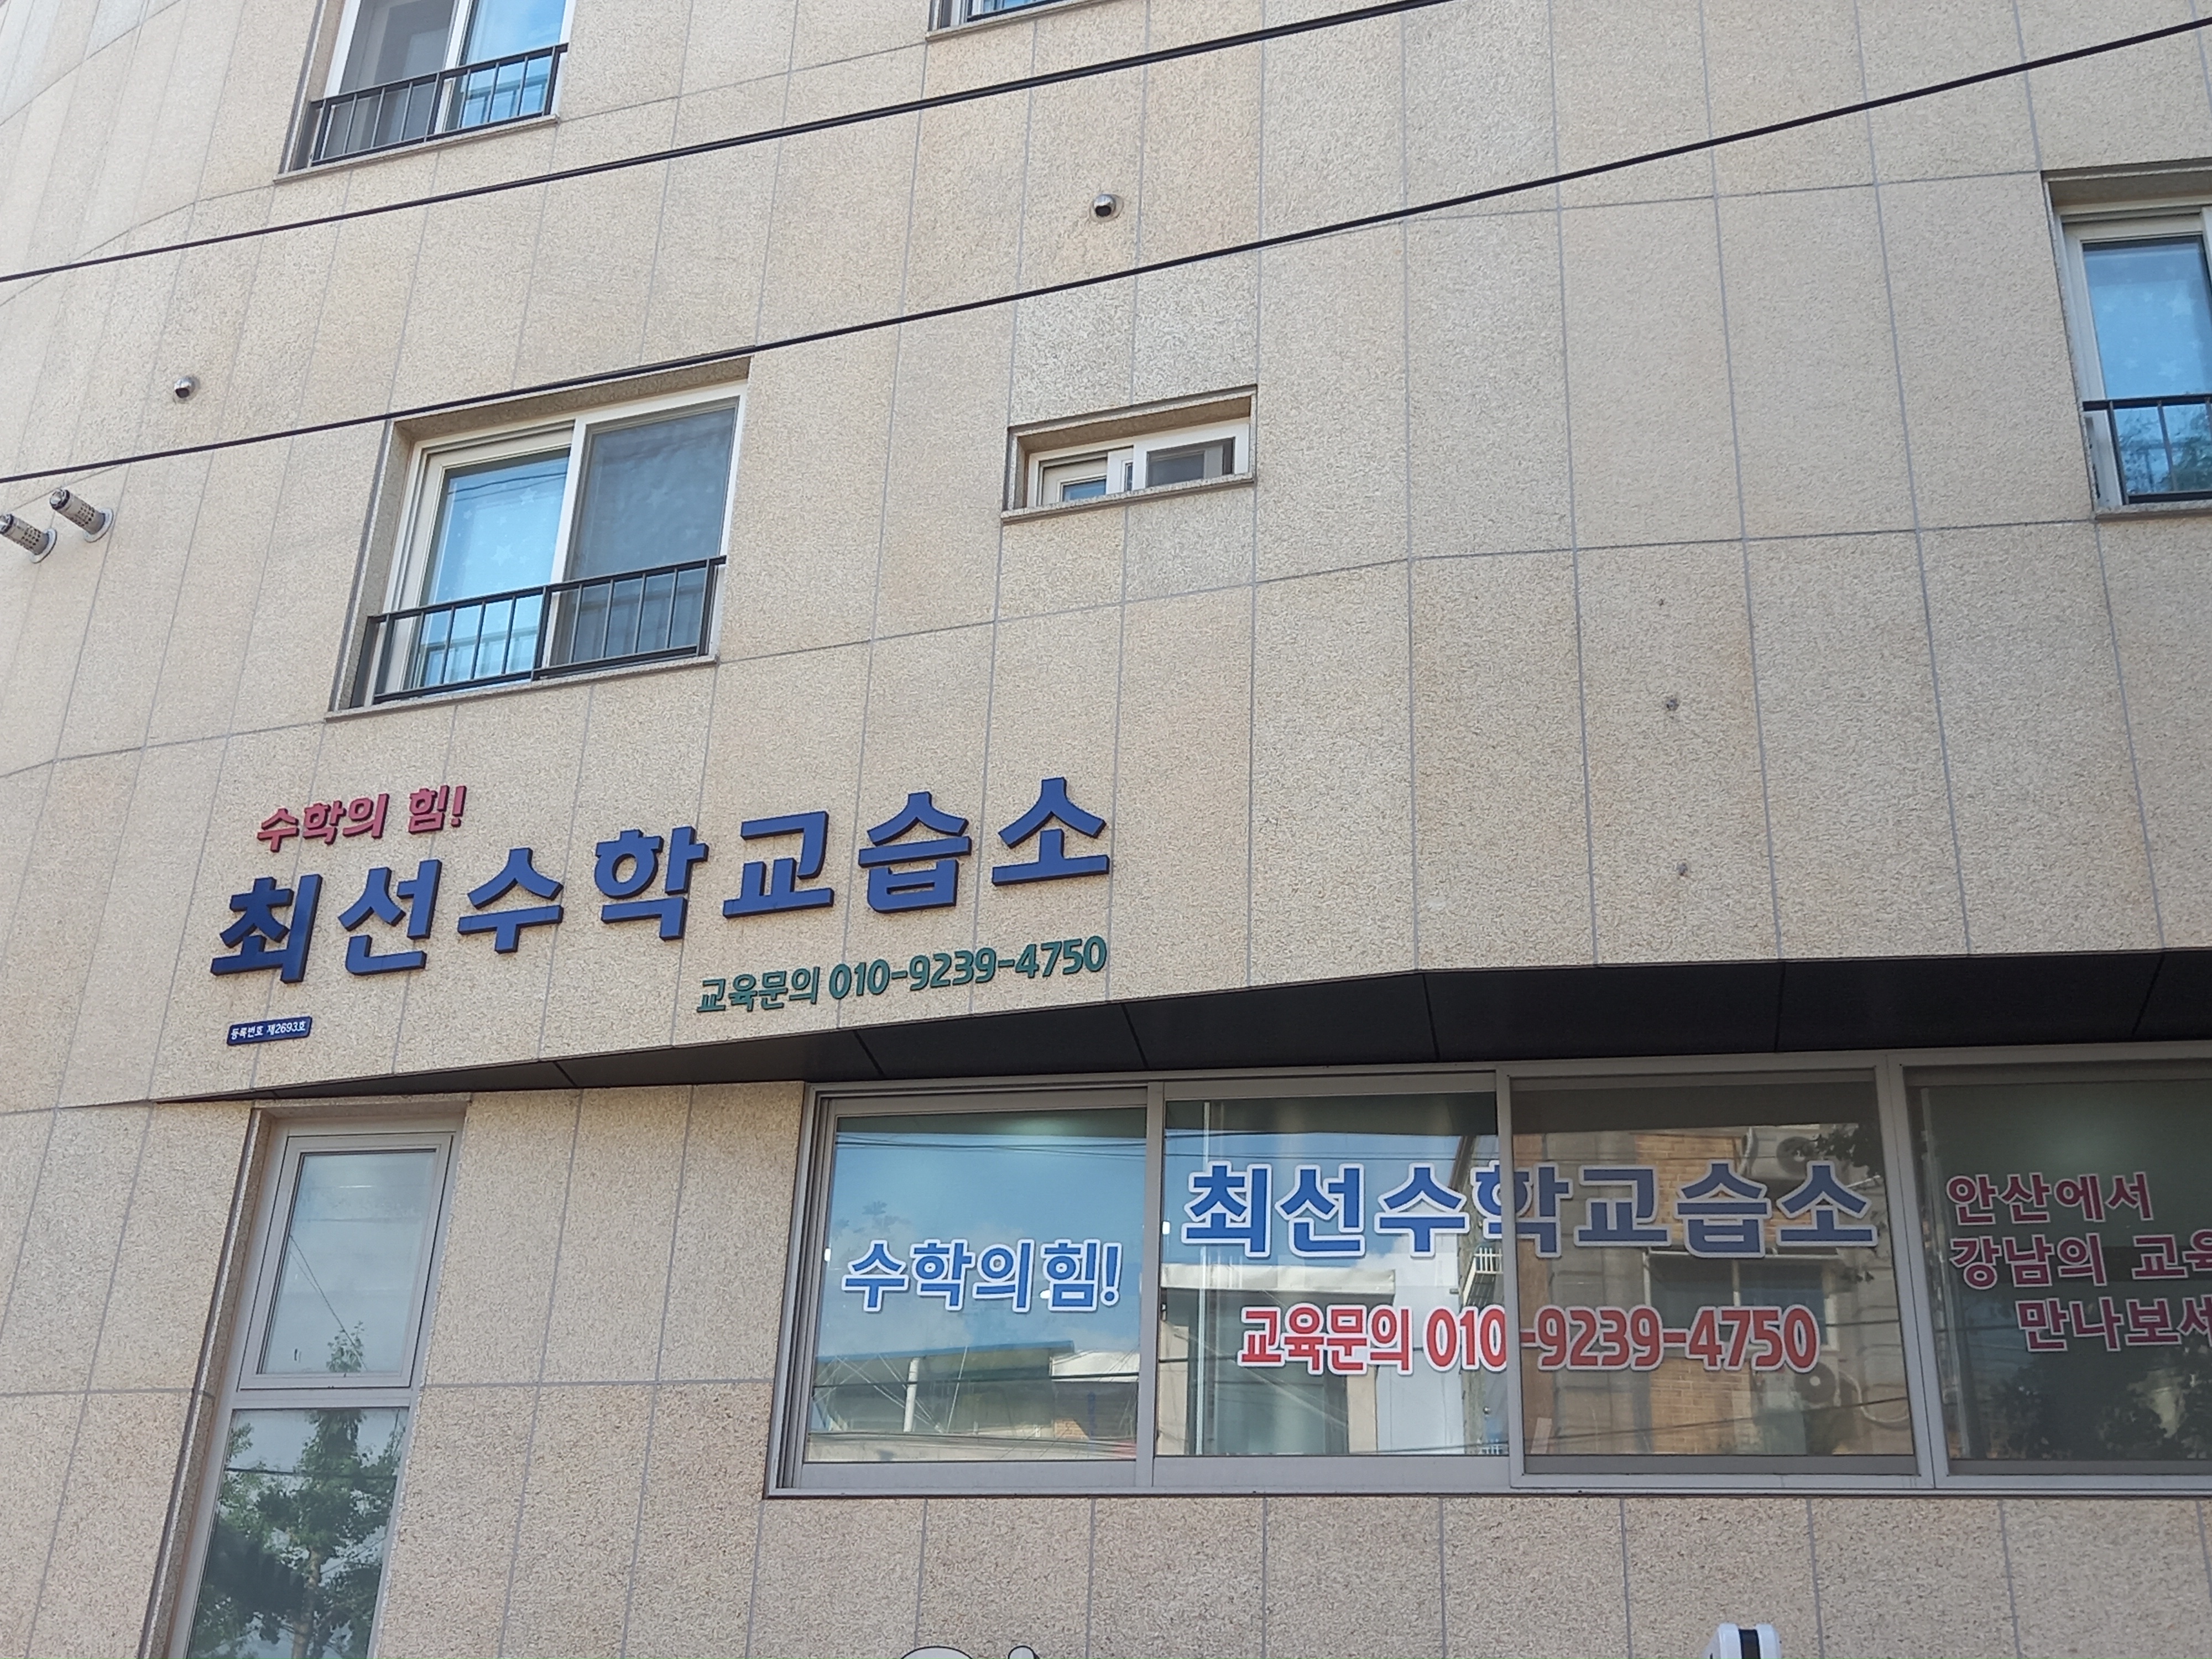 수학의 힘!
최선수학교습소
교육문의 010-9239-4750
등록번호 제2693호
수학의힘!
최선수학교습소
교육문의 010-9239-4750
안산에서
강남의
만나보세